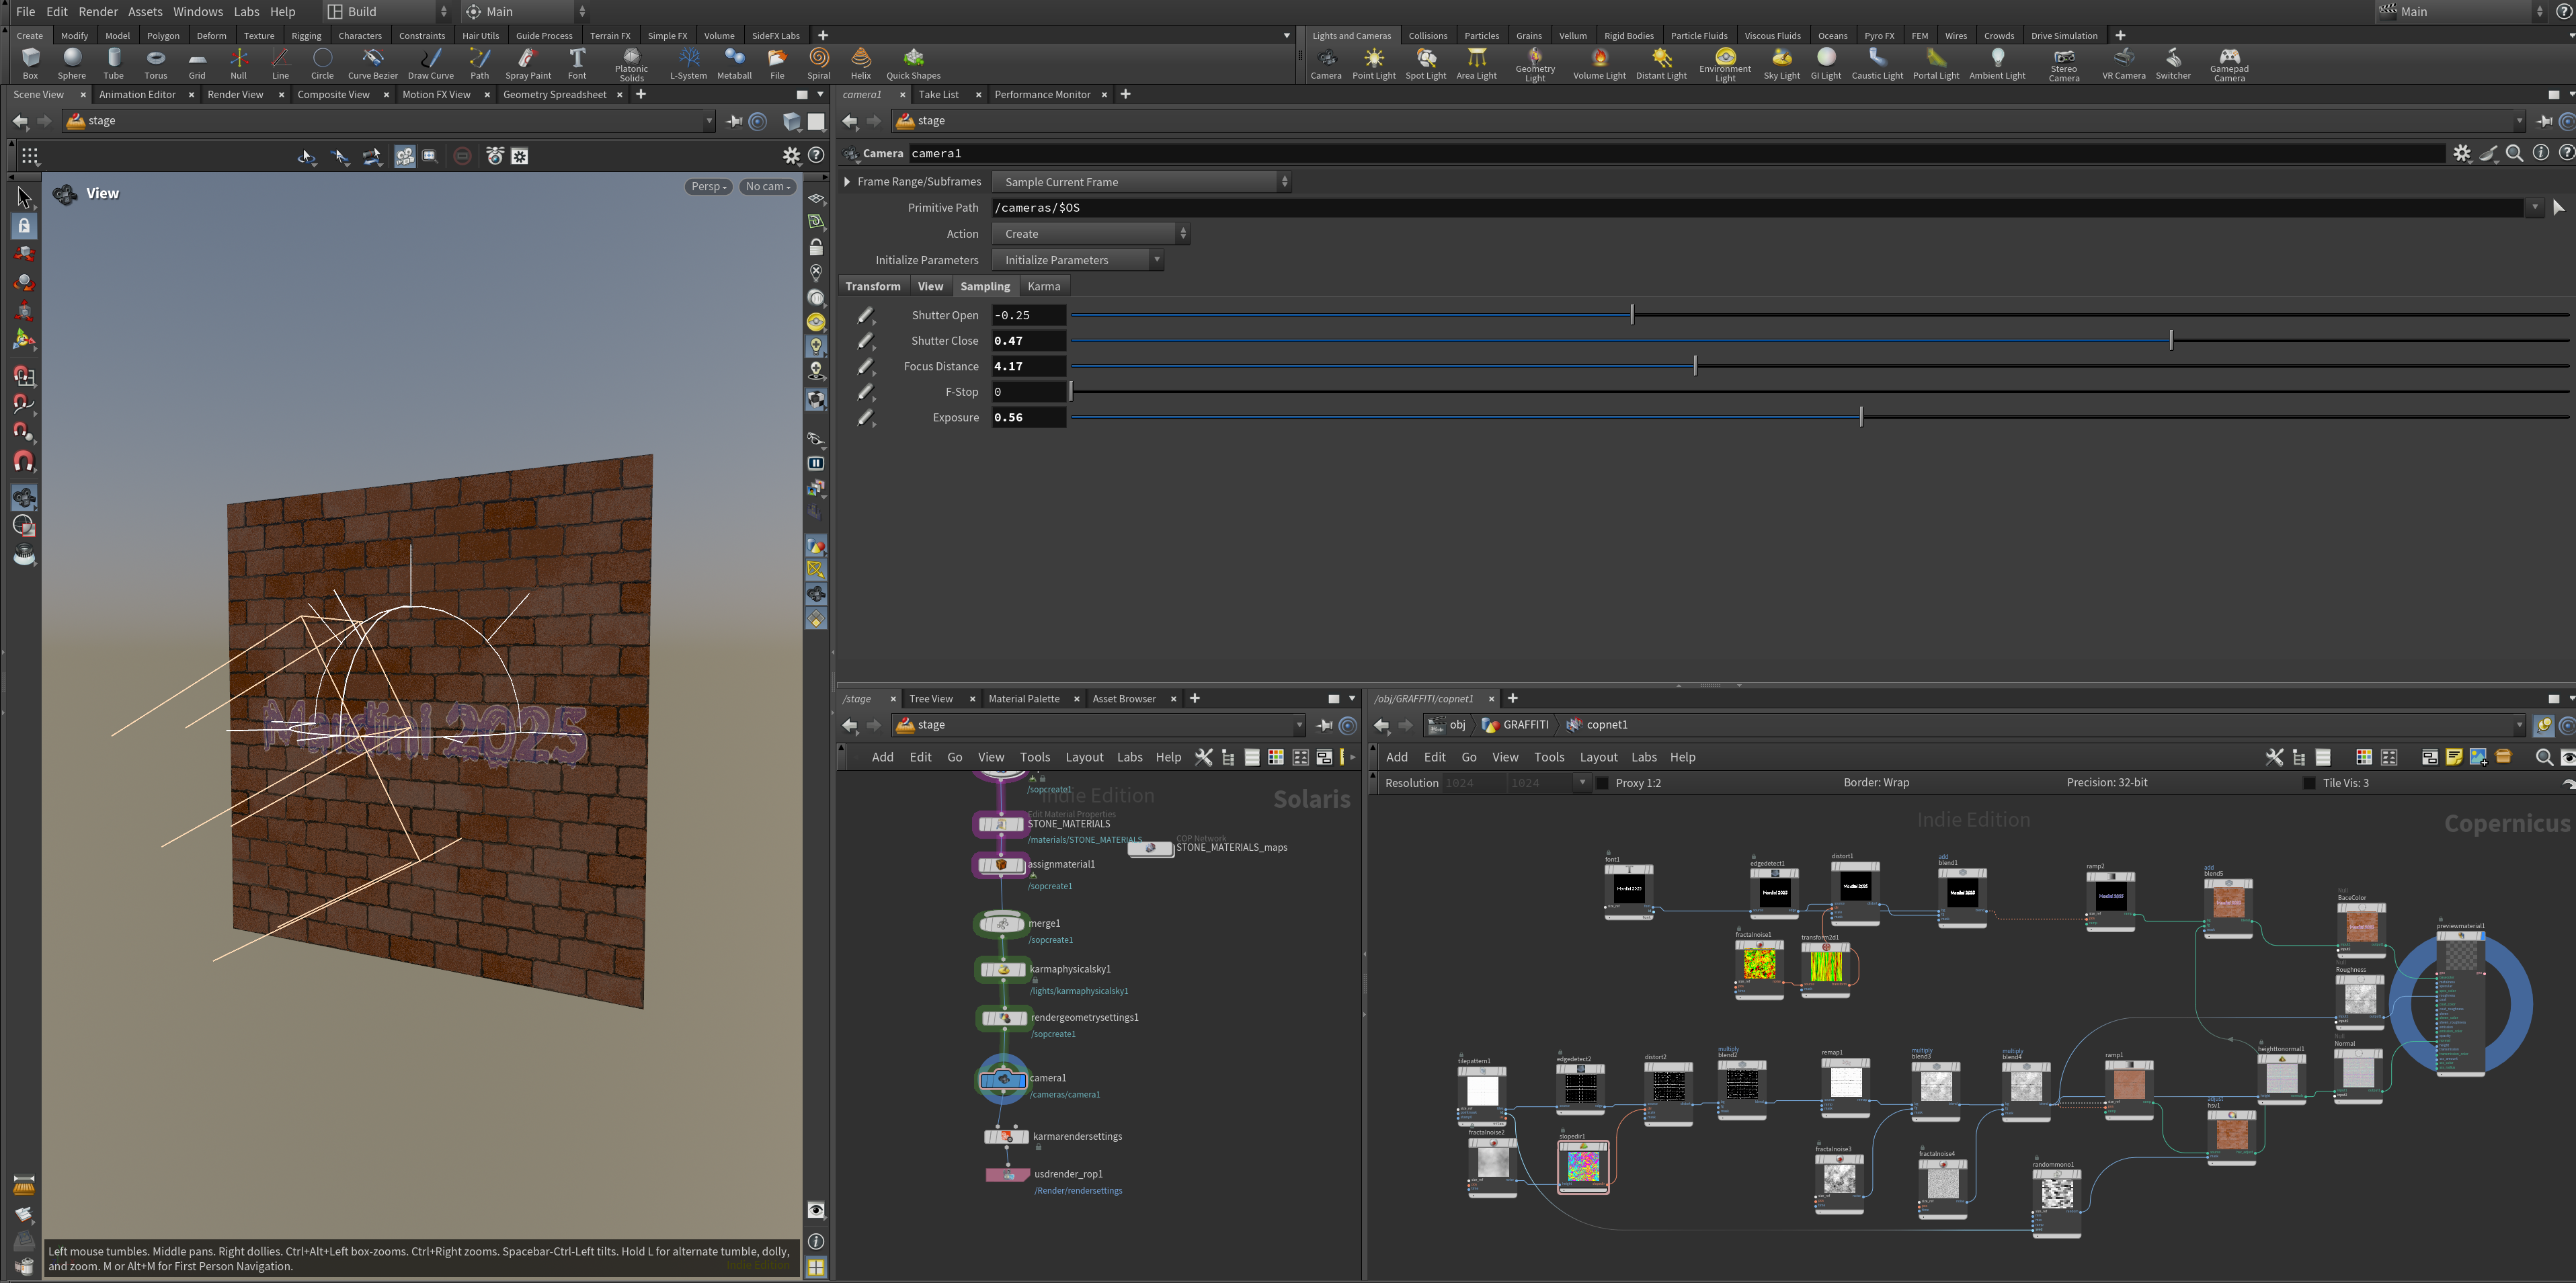 File Edit Render Assets Windows Labs Help Build Main Main
Create Modify Model Polygon Deform Texture Rigging Characters Constraints Hair Utils Guide Process Terrain FX Simple FX Volume SideFX Labs
Box Sphere Tube Torus Grid Null Line Circle Curve Bezier Draw Curve Path Spray Paint Font Platonic Solids L-System Metaball File Spiral Helix Quick Shapes
Lights and Cameras Collisions Particles Grains Vellum Rigid Bodies Particle Fluids Viscous Fluids Oceans Pyro FX FEM Wires Crowds Drive Simulation
Camera Point Light Spot Light Area Light Geometry Light Volume Light Distant Light Environment Light Sky Light GI Light Caustic Light Portal Light Ambient Light Stereo Camera VR Camera Switcher Gamepad Camera
Scene View Animation Editor Render View Composite View Motion FX View Geometry Spreadsheet
stage
View
Persp No cam
Mardini 2025
Left mouse tumbles. Middle pans. Right dollies. Ctrl+Alt+Left box-zooms. Ctrl+Right zooms. Spacebar-Ctrl-Left tilts. Hold L for alternate tumble, dolly,
and zoom. M or Alt+M for First Person Navigation.
Indie Edition
camera1 Take List Performance Monitor
stage
Camera camera1
Frame Range/Subframes Sample Current Frame
Primitive Path /cameras/$OS
Action Create
Initialize Parameters Initialize Parameters
Transform View Sampling Karma
Shutter Open -0.25
Shutter Close 0.47
Focus Distance 4.17
F-Stop 0
Exposure 0.56
/stage Tree View Material Palette Asset Browser
stage
Add Edit Go View Tools Layout Labs Help
/sopcreate1
Indie Edition
Solaris
Edit Material Properties
STONE_MATERIALS
/materials/STONE_MATERIALS
COP Network
STONE_MATERIALS_maps
assignmaterial1
/sopcreate1
merge1
/sopcreate1
karmaphysicalsky1
/lights/karmaphysicalsky1
rendergeometrysettings1
/sopcreate1
camera1
/cameras/camera1
karmarendersettings
usdrender_rop1
/Render/rendersettings
/obj/GRAFFITI/copnet1
obj GRAFFITI copnet1
Add Edit Go View Tools Layout Labs Help
Resolution 1024 1024 Proxy 1:2 Border: Wrap Precision: 32-bit Tile Vis: 3
Indie Edition
Copernicus
font1
edgedetect1
distort1
add
blend1
ramp2
add
blend5
Null
BaceColor
previewmaterial1
fractalnoise1
transform2d1
Roughness
tilepattern1
edgedetect2
distort2
multiply
blend2
remap1
multiply
blend3
multiply
blend4
ramp1
heighttonormal1
Normal
adjust
hsv1
fractalnoise2
slopedir1
fractalnoise3
fractalnoise4
randommono1